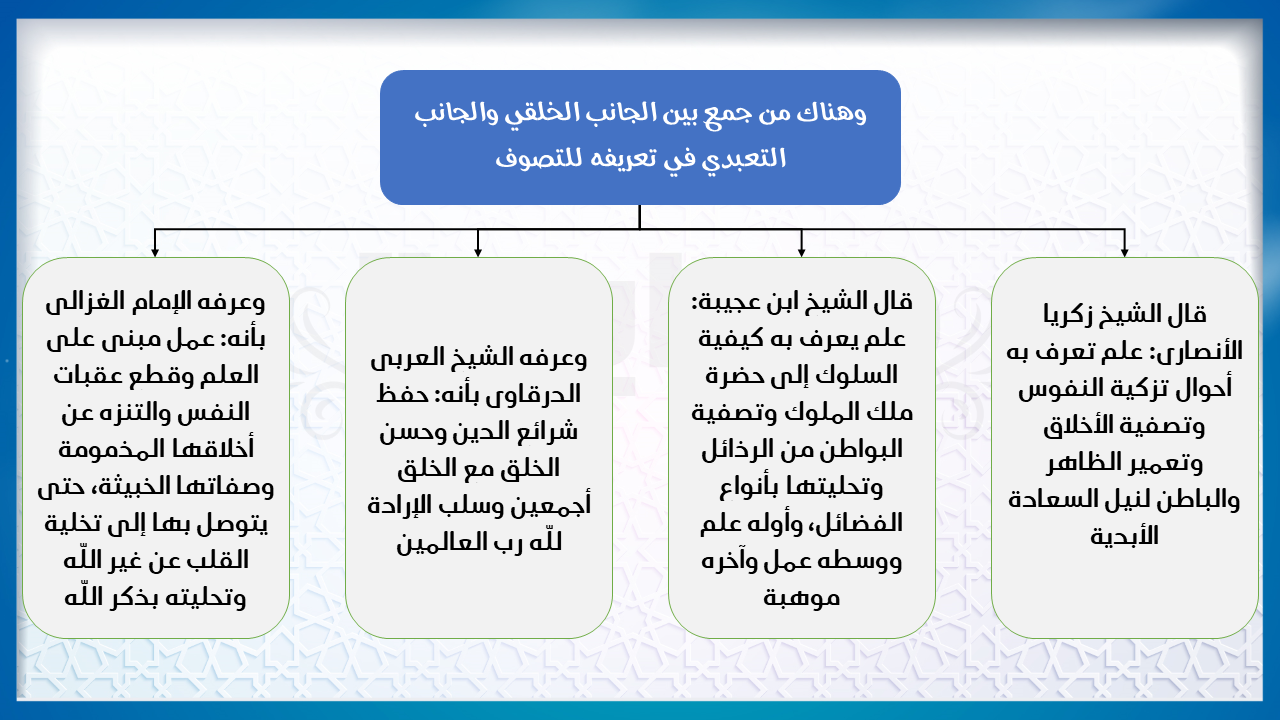 وهناك من جمع بين الجانب الخلقي والجانب
التعبدي في تعريفه للتصوف
قال الشيخ زكريا
الأنصارى: علم تعرف به
أحوال تزكية النفوس
وتصفية الأخلاق
وتعمير الظاهر
والباطن لنيل السعادة
الأبدية
قال الشيخ ابن عجيبة:
علم يعرف به كيفية
السلوك إلى حضرة
ملك الملوك وتصفية
البواطن من الرذائل
وتحليتها بأنواع
الفضائل، وأوله علم
ووسطه عمل وآخره
موهبة
وعرفه الشيخ العربى
الدرقاوى بأنه: حفظ
شرائع الدين وحسن
الخلق مع الخلق
أجمعين وسلب الإرادة
للّه رب العالمين
وعرفه الإمام الغزالى
بأنه: عمل مبنى على
العلم وقطع عقبات
النفس والتنزه عن
أخلاقها المذمومة
وصفاتها الخبيثة، حتى
يتوصل بها إلى تخلية
القلب عن غير اللّه
وتحليته بذكر اللّه